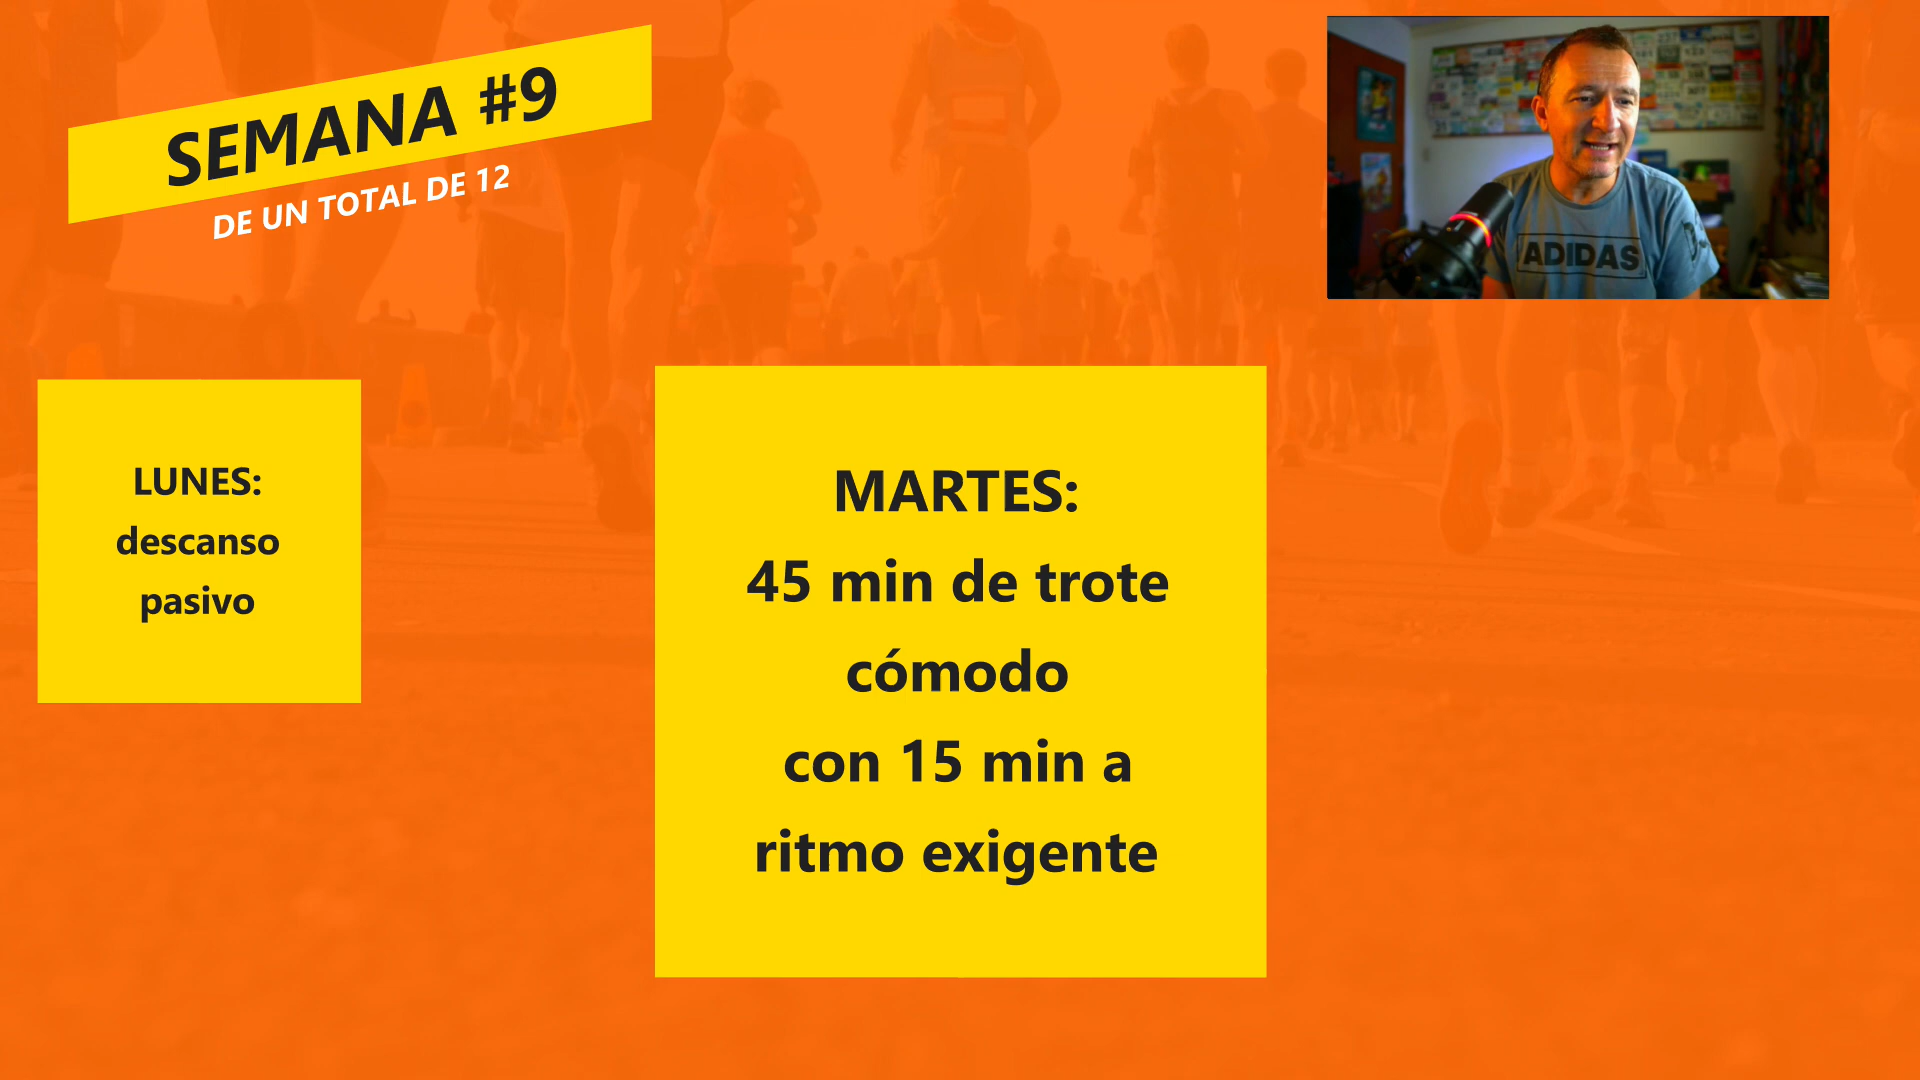 SEMANA #9
DE UN TOTAL DE 12
ADIDAS
LUNES:
descanso
pasivo
MARTES:
45 min de trote
cómodo
con 15 min a
ritmo exigente